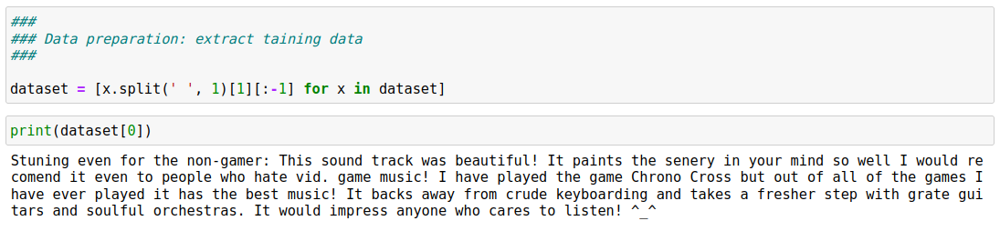 ###
### Data preparation: extract taining data
###
dataset = [x.split(' ', 1)[1][:-1] for x in dataset]
print(dataset[0])
Stuning even for the non-gamer: This sound track was beautiful! It paints the senery in your mind so well I would re
comend it even to people who hate vid. game music! I have played the game Chrono Cross but out of all of the games I
have ever played it has the best music! It backs away from crude keyboarding and takes a fresher step with grate gui
tars and soulful orchestras. It would impress anyone who cares to listen! ^_^